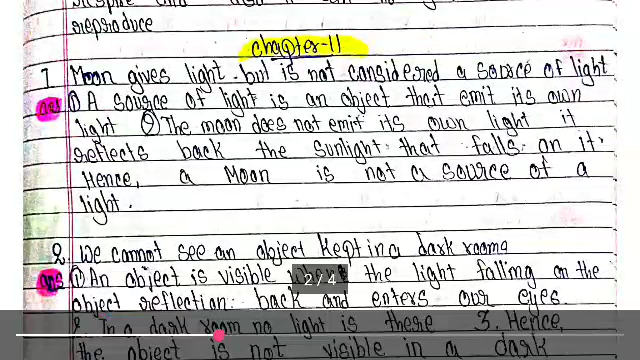 reproduce
chapter-11
1 Moon gives light but is not considered a source of light
ans ① A source of light is an object that emit its own
light ② The moon does not emit its own light it
reflects back the sunlight that falls on it.
Hence, a Moon is not a source of a
light.
2. We cannot see an object kept in a dark room
ans ① An object is visible when the light falling on the
object reflection back and enters our eyes.
2 In a dark room no light is there 3. Hence,
the object is not visible in a dark
2 / 4